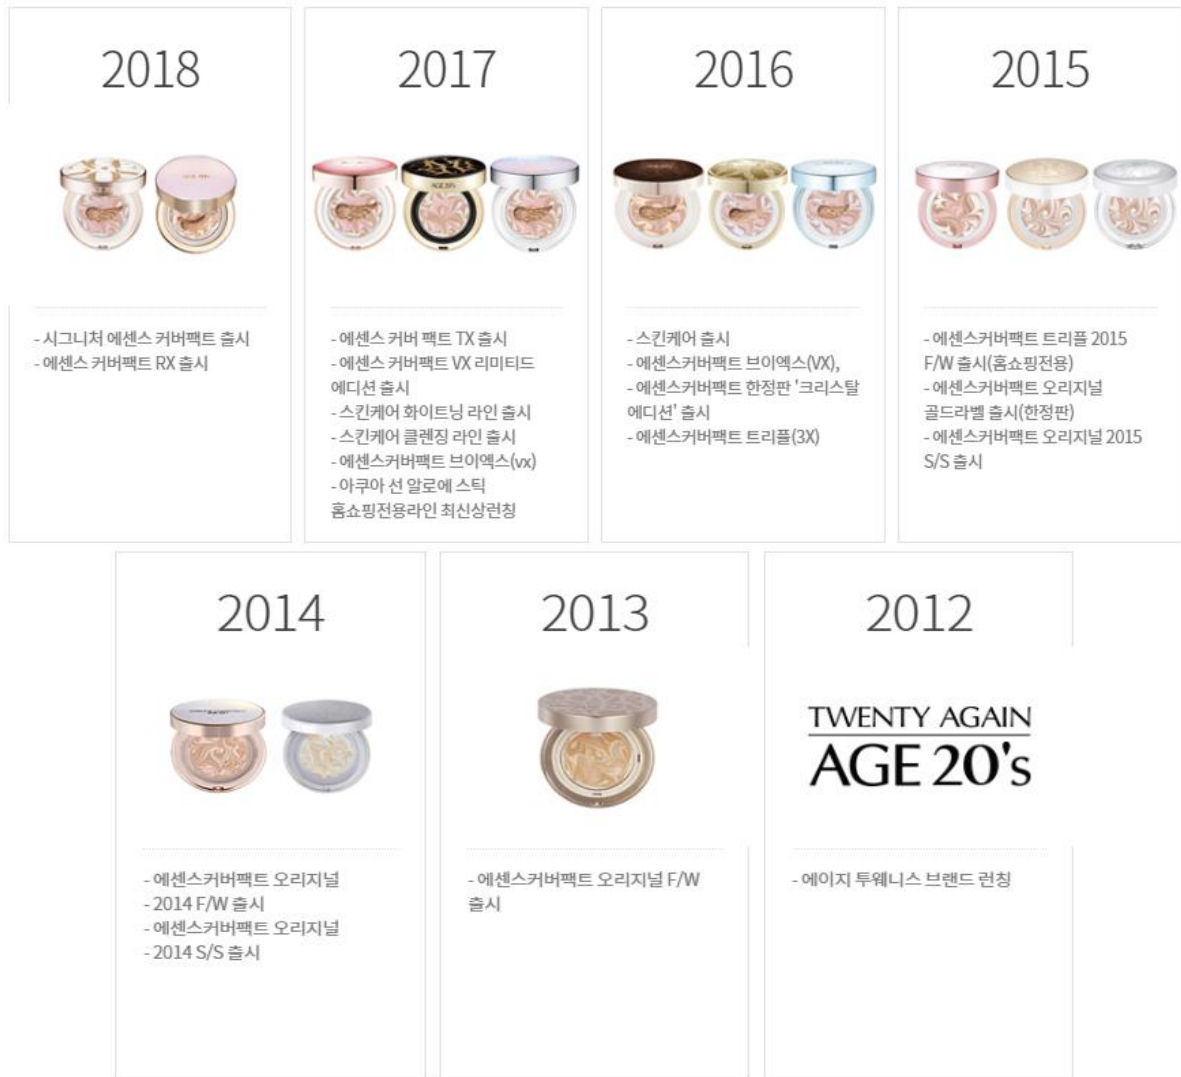 2018
- 시그니처 에센스 커버팩트 출시
- 에센스 커버팩트 RX 출시
2017
AGE 20's
- 에센스 커버 팩트 TX 출시
- 에센스 커버팩트 VX 리미티드
에디션 출시
- 스킨케어 화이트닝 라인 출시
- 스킨케어 클렌징 라인 출시
- 에센스커버팩트 브이엑스(vx)
- 아쿠아 선 알로에 스틱
홈쇼핑전용라인 최신상런칭
2016
- 스킨케어 출시
- 에센스커버팩트 브이엑스(VX),
- 에센스커버팩트 한정판 '크리스탈
에디션' 출시
- 에센스커버팩트 트리플(3X)
2015
- 에센스커버팩트 트리플 2015
F/W 출시(홈쇼핑전용)
- 에센스커버팩트 오리지널
골드라벨 출시(한정판)
- 에센스커버팩트 오리지널 2015
S/S 출시
2014
- 에센스커버팩트 오리지널
- 2014 F/W 출시
- 에센스커버팩트 오리지널
- 2014 S/S 출시
2013
- 에센스커버팩트 오리지널 F/W
출시
2012
TWENTY AGAIN
AGE 20's
- 에이지 투웨니스 브랜드 런칭